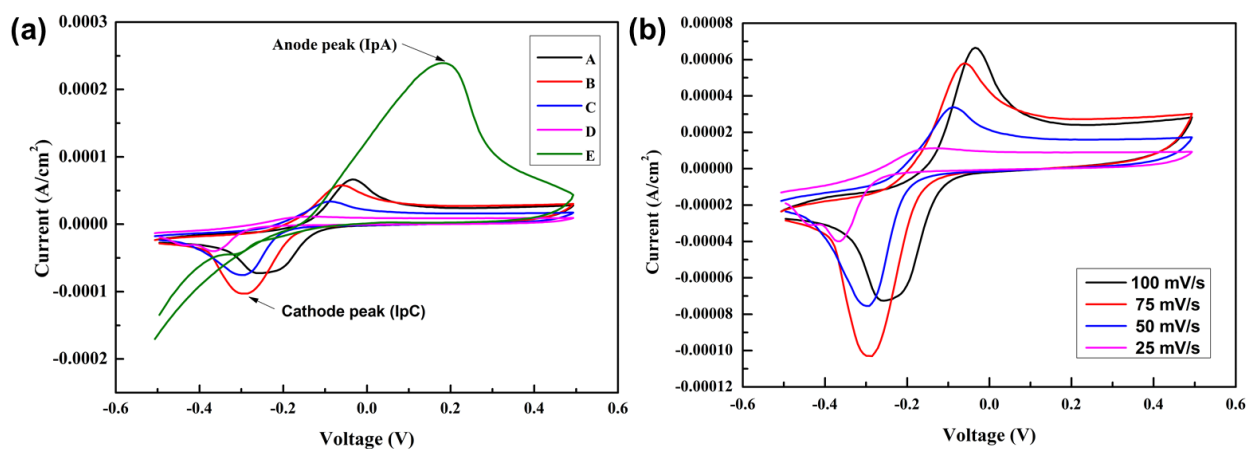 (a)
0.0003
0.0002
0.0001
0.0000
-0.0001
-0.0002
Current (A/cm²)
-0.6
-0.4
-0.2
0.0
0.2
0.4
0.6
Voltage (V)
Anode peak (IpA)
Cathode peak (IpC)
A
B
C
D
E
(b)
0.00008
0.00006
0.00004
0.00002
0.00000
-0.00002
-0.00004
-0.00006
-0.00008
-0.00010
-0.00012
Current (A/cm²)
-0.6
-0.4
-0.2
0.0
0.2
0.4
0.6
Voltage (V)
100 mV/s
75 mV/s
50 mV/s
25 mV/s